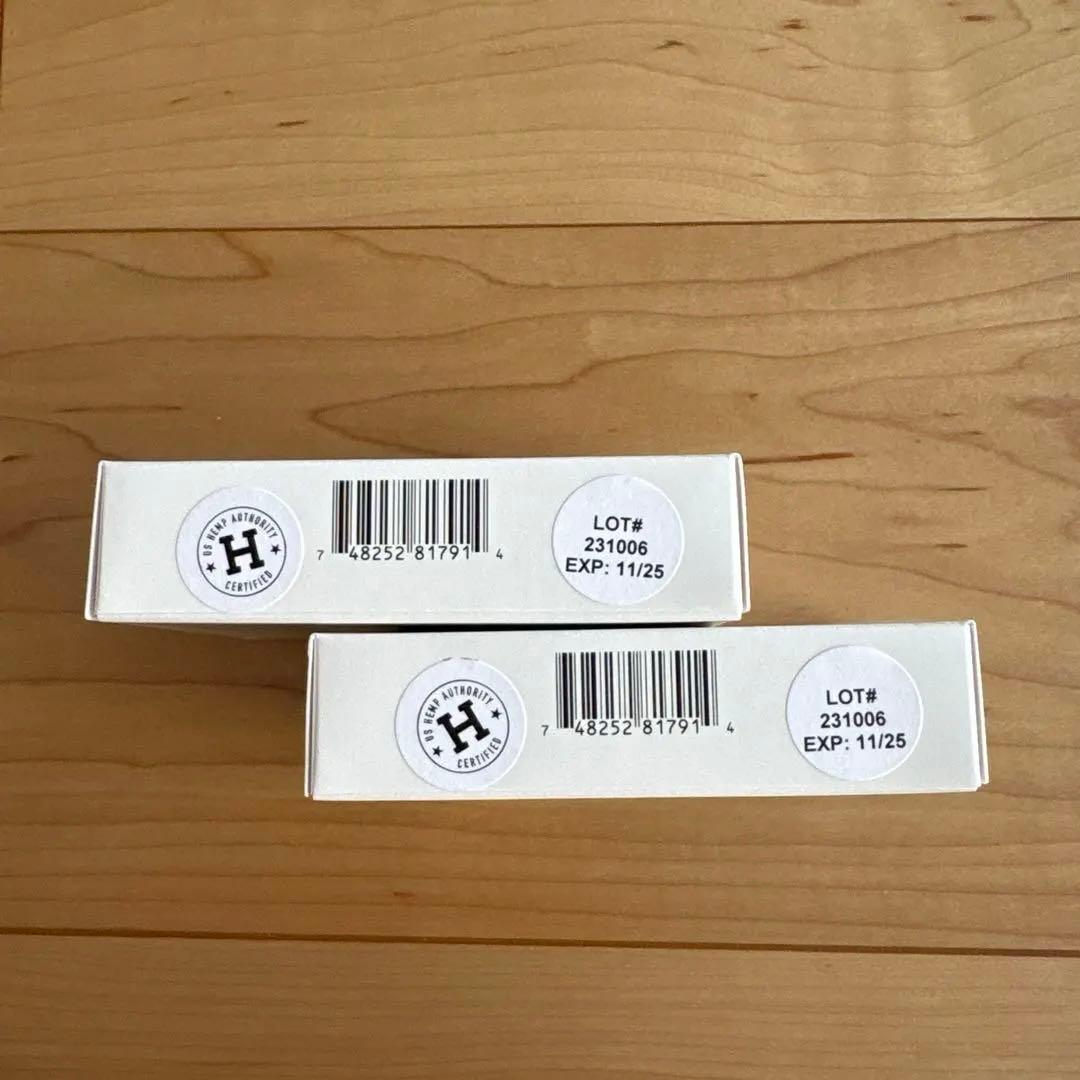 US HEMP AUTHORITY
H
CERTIFIED
7 48252 81791 4
LOT#
231006
EXP: 11/25
US HEMP AUTHORITY
H
CERTIFIED
7 48252 81791 4
LOT#
231006
EXP: 11/25